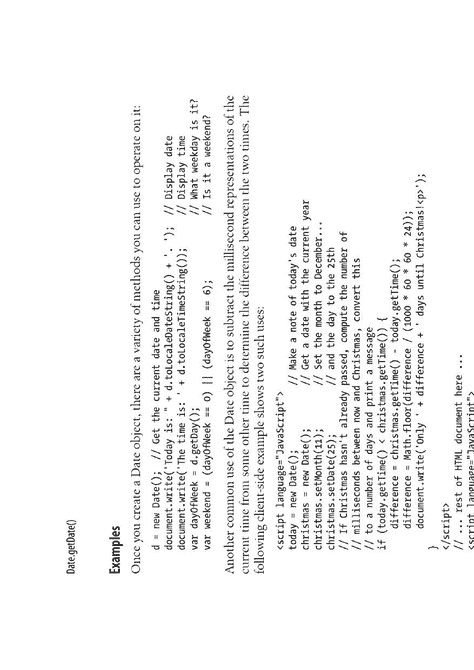 Date.getDate()
Examples
Once you create a Date object, there are a variety of methods you can use to operate on it:
d = new Date();  // Get the current date and time
document.write('Today is: " + d.toLocaleDateString() + '. ');  // Display date
document.write('The time is: ' + d.toLocaleTimeString());  // Display time
var dayOfWeek = d.getDay();  // What weekday is it?
var weekend = (dayOfWeek == 0) || (dayOfWeek == 6);  // Is it a weekend?
Another common use of the Date object is to subtract the millisecond representations of the
current time from some other time to determine the difference between the two times. The
following client-side example shows two such uses:
<script language="JavaScript">
today = new Date();  // Make a note of today's date
christmas = new Date();  // Get a date with the current year
christmas.setMonth(11);  // Set the month to December...
christmas.setDate(25);  // and the day to the 25th
// If Christmas hasn't already passed, compute the number of
// milliseconds between now and Christmas, convert this
// to a number of days and print a message
if (today.getTime() < christmas.getTime()) {
difference = christmas.getTime() - today.getTime();
difference = Math.floor(difference / (1000 * 60 * 60 * 24));
document.write('Only ' + difference + ' days until Christmas!<p>');
}
</script>
// ... rest of HTML document here ...
<script language="JavaScript">